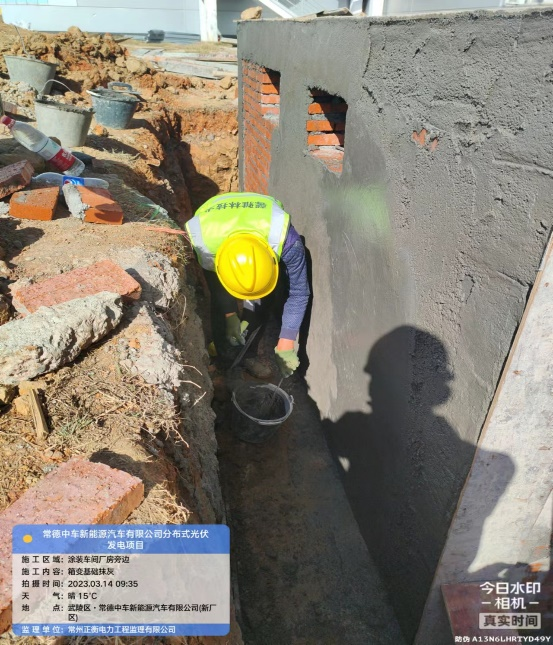 常德中车新能源汽车有限公司分布式光伏
发电项目
施工区域：涂装车间厂房旁边
施工内容：箱变基础抹灰
拍摄时间：2023.03.14 09:35
天　　气：晴 15℃
地　　点：武陵区·常德中车新能源汽车有限公司(新厂
区)
监理单位：常州正衡电力工程监理有限公司
今日水印
相机
真实时间
防伪 A13N6LHRTYD49Y